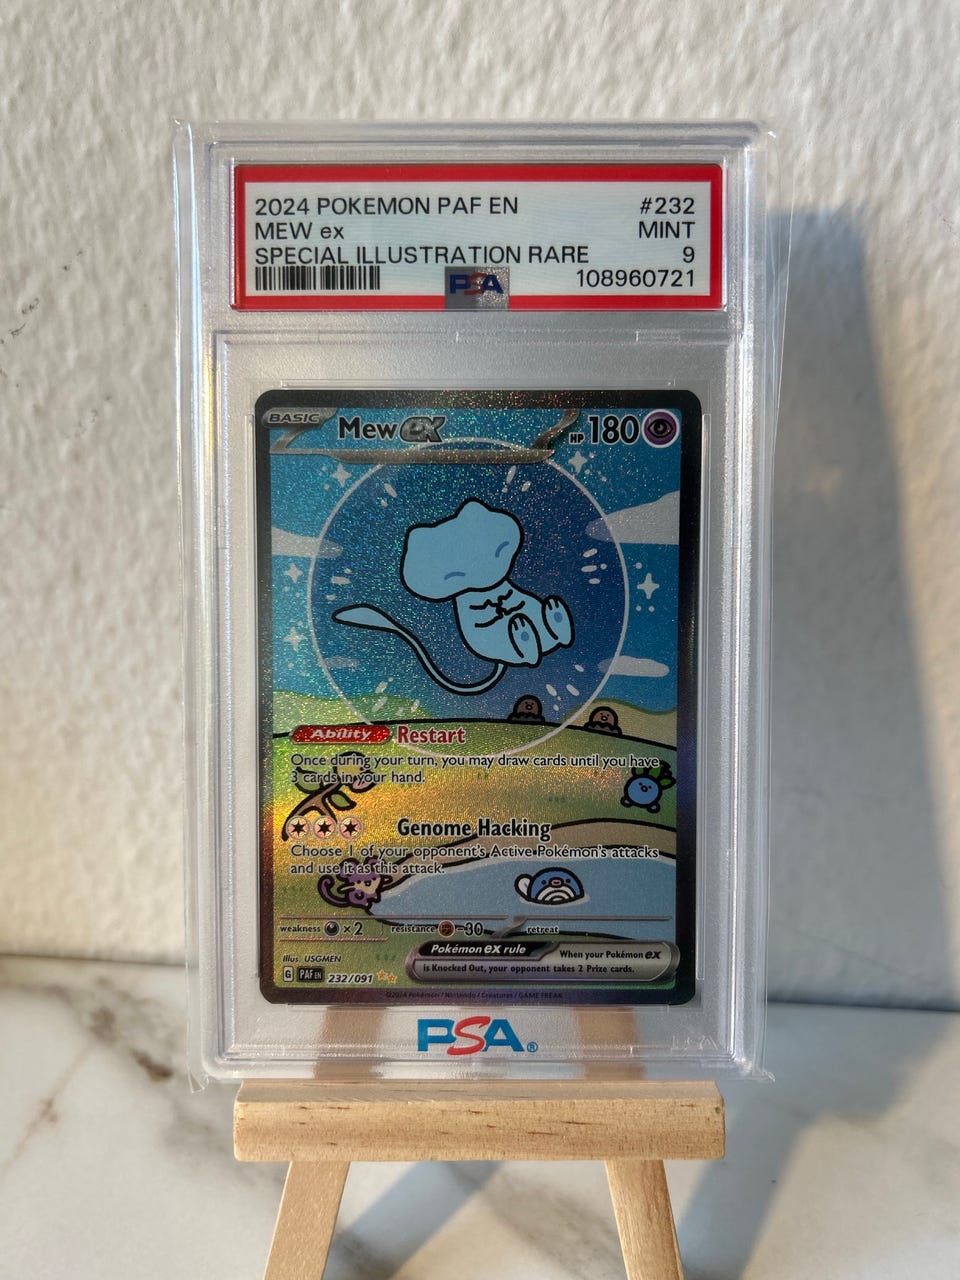 2024 POKEMON PAF EN #232
MEW ex MINT
SPECIAL ILLUSTRATION RARE 9
PSA 108960721
BASIC Mew ex HP 180
Ability Restart
Once during your turn, you may draw cards until you have
3 cards in your hand.
Genome Hacking
Choose 1 of your opponent's Active Pokémon's attacks
and use it as this attack.
weakness ×2 resistance -30 retreat
Illus. USGMEN
Pokémon ex rule When your Pokémon ex
is Knocked Out, your opponent takes 2 Prize cards.
G PAF EN 232/091
©2024 Pokémon / Nintendo / Creatures / GAME FREAK
PSA®